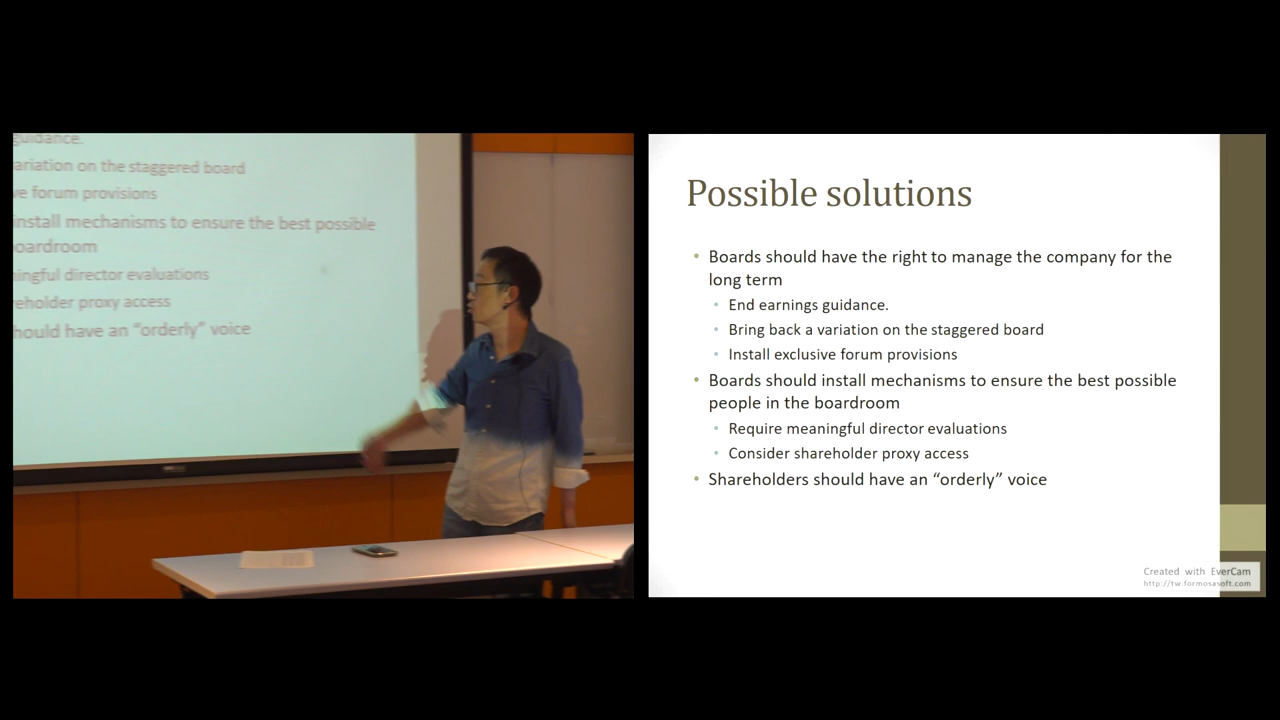 guidance.
variation on the staggered board
ve forum provisions
install mechanisms to ensure the best possible
boardroom
ningful director evaluations
reholder proxy access
hould have an “orderly” voice
Possible solutions
• Boards should have the right to manage the company for the
long term
• End earnings guidance.
• Bring back a variation on the staggered board
• Install exclusive forum provisions
• Boards should install mechanisms to ensure the best possible
people in the boardroom
• Require meaningful director evaluations
• Consider shareholder proxy access
• Shareholders should have an “orderly” voice
Created with EverCam
http://tw.formosasoft.com